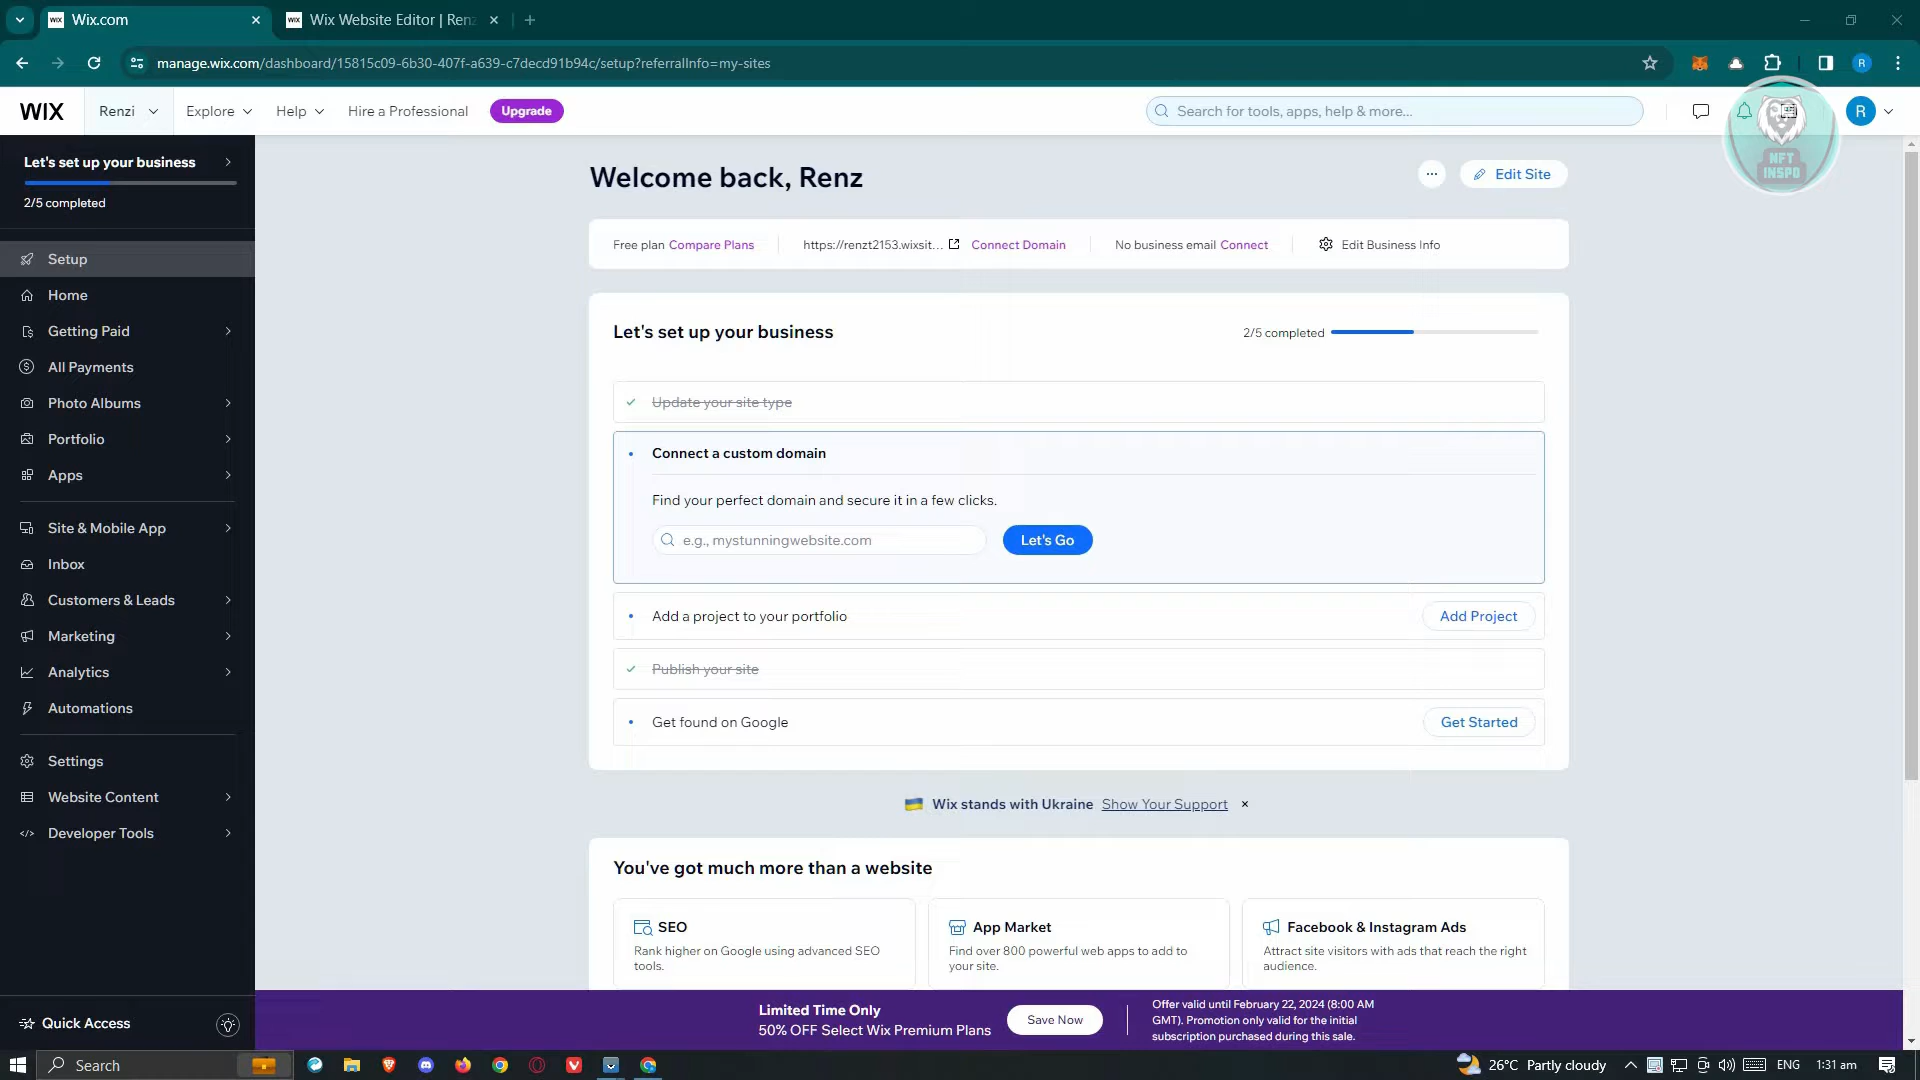 Wix.com
Wix Website Editor | Renz
manage.wix.com/dashboard/15815c09-6b30-407f-a639-c7decd91b94c/setup?referralInfo=my-sites
R
WIX
Renzi
Explore
Help
Hire a Professional
Upgrade
Search for tools, apps, help & more...
R
NFT
INSPO
Let's set up your business
2/5 completed
Setup
Home
Getting Paid
All Payments
Photo Albums
Portfolio
Apps
Site & Mobile App
Inbox
Customers & Leads
Marketing
Analytics
Automations
Settings
Website Content
Developer Tools
Quick Access
Welcome back, Renz
Edit Site
Free plan Compare Plans
https://renzt2153.wixsit... Connect Domain
No business email Connect
Edit Business Info
Let's set up your business
2/5 completed
Update your site type
Connect a custom domain
Find your perfect domain and secure it in a few clicks.
e.g., mystunningwebsite.com
Let's Go
Add a project to your portfolio
Add Project
Publish your site
Get found on Google
Get Started
Wix stands with Ukraine Show Your Support
You've got much more than a website
SEO
Rank higher on Google using advanced SEO
tools.
App Market
Find over 800 powerful web apps to add to
your site.
Facebook & Instagram Ads
Attract site visitors with ads that reach the right
audience.
Limited Time Only
50% OFF Select Wix Premium Plans
Save Now
Offer valid until February 22, 2024 (8:00 AM
GMT). Promotion only valid for the initial
subscription purchased during this sale.
Search
26°C Partly cloudy
ENG
1:31 am